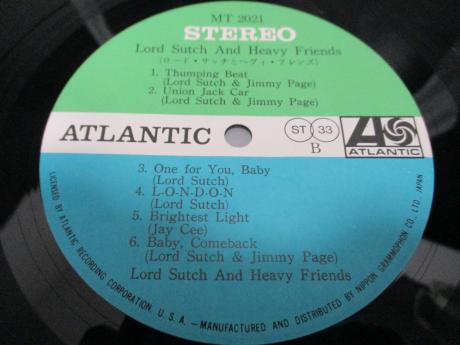 MT 2021
STEREO
Lord Sutch And Heavy Friends
(ロード・サッチとヘヴィ・フレンズ)
1. Thumping Beat
(Lord Sutch & Jimmy Page)
2. Union Jack Car
(Lord Sutch & Jimmy Page)
ATLANTIC
ST 33
B
ATLANTIC
3. One for You, Baby
(Lord Sutch)
4. L-O-N-D-O-N
(Lord Sutch)
5. Brightest Light
(Jay Cee)
6. Baby, Comeback
(Lord Sutch & Jimmy Page)
Lord Sutch And Heavy Friends
LICENSED BY ATLANTIC RECORDING CORPORATION U.S.A.—MANUFACTURED AND DISTRIBUTED BY NIPPON GRAMMOPHON CO., LTD., JAPAN